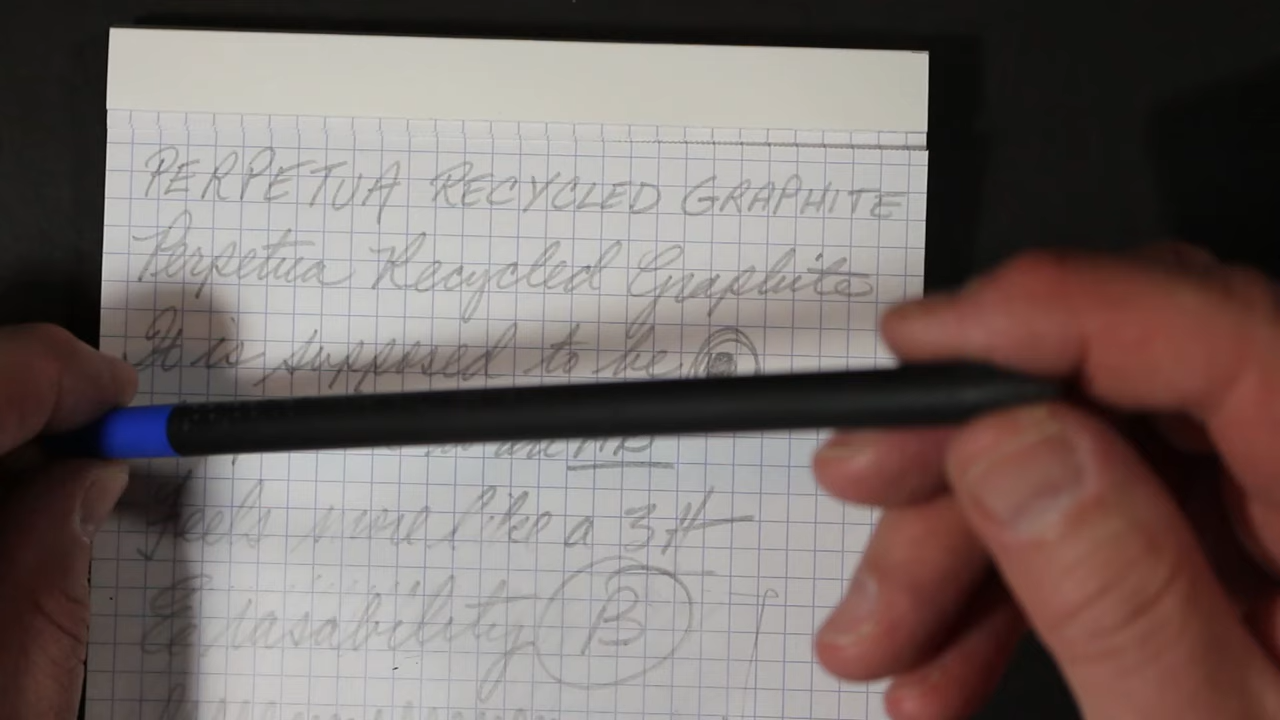 PERPETUA RECYCLED GRAPHITE
Perpetua Recycled Graphite
It is supposed to be
HB
Feels more like a 3H
Erasability B